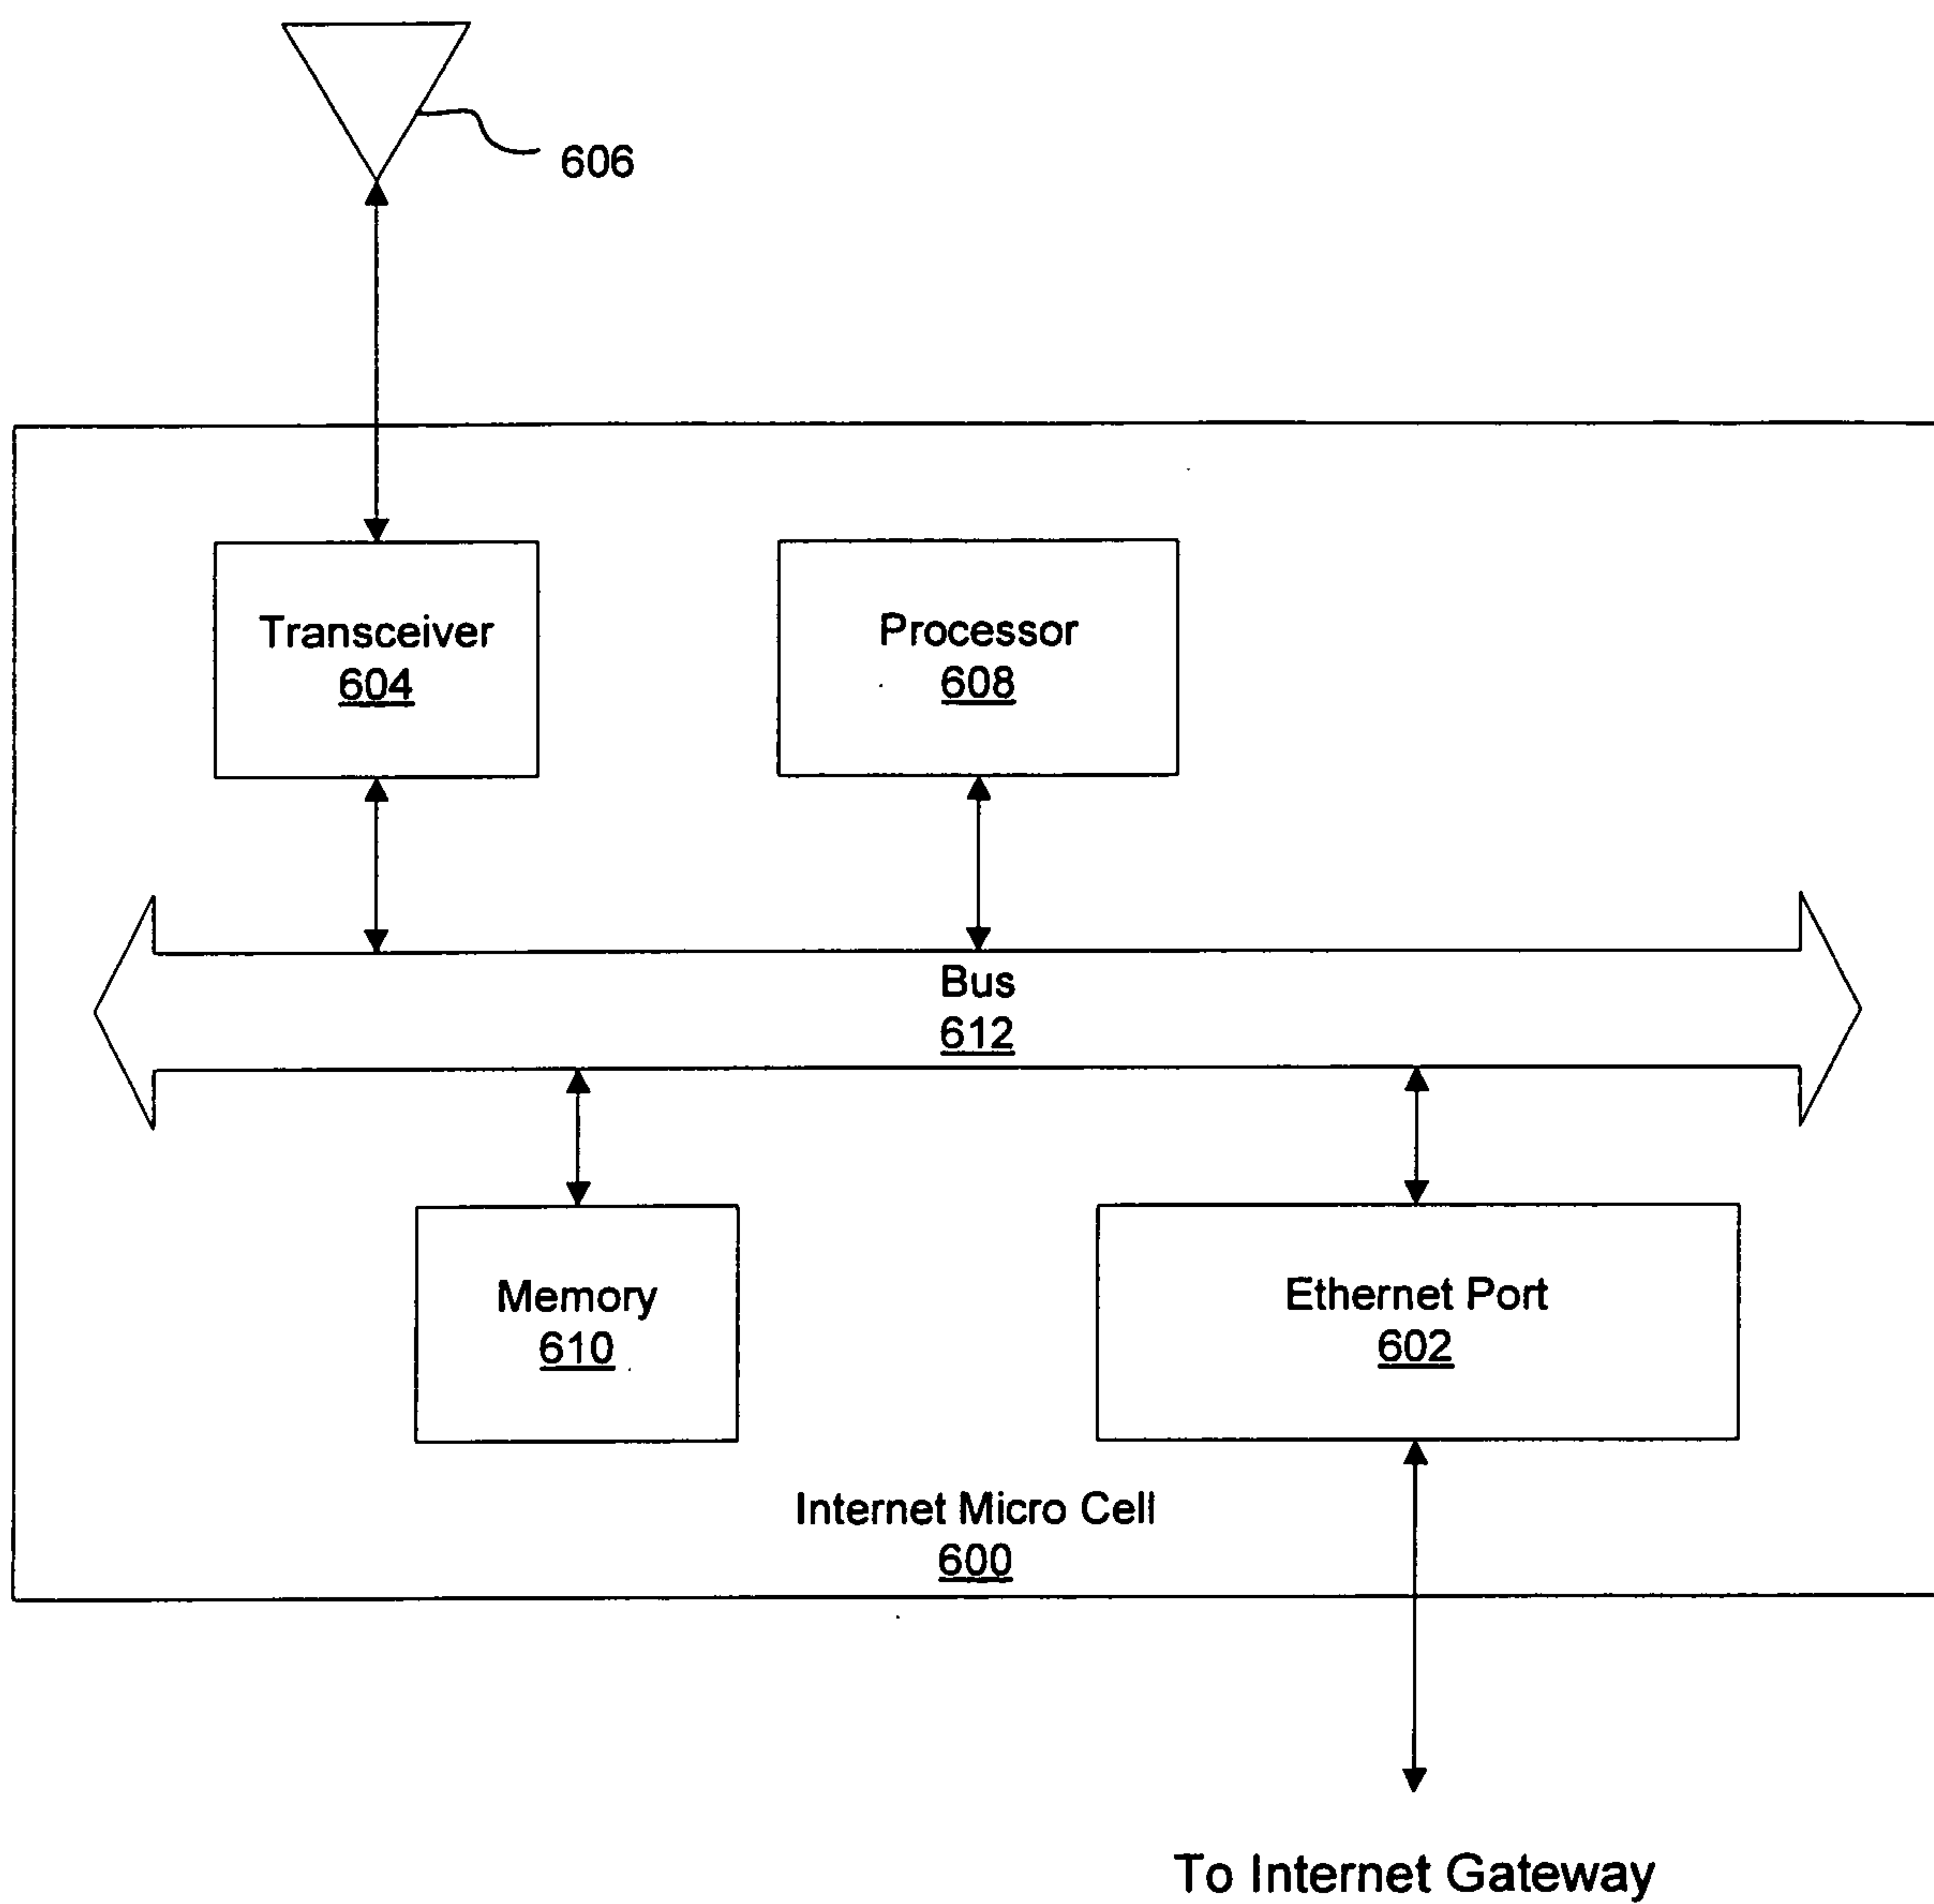 606
Transceiver
604
Processor
608
Bus
612
Memory
610
Ethernet Port
602
Internet Micro Cell
600
To Internet Gateway